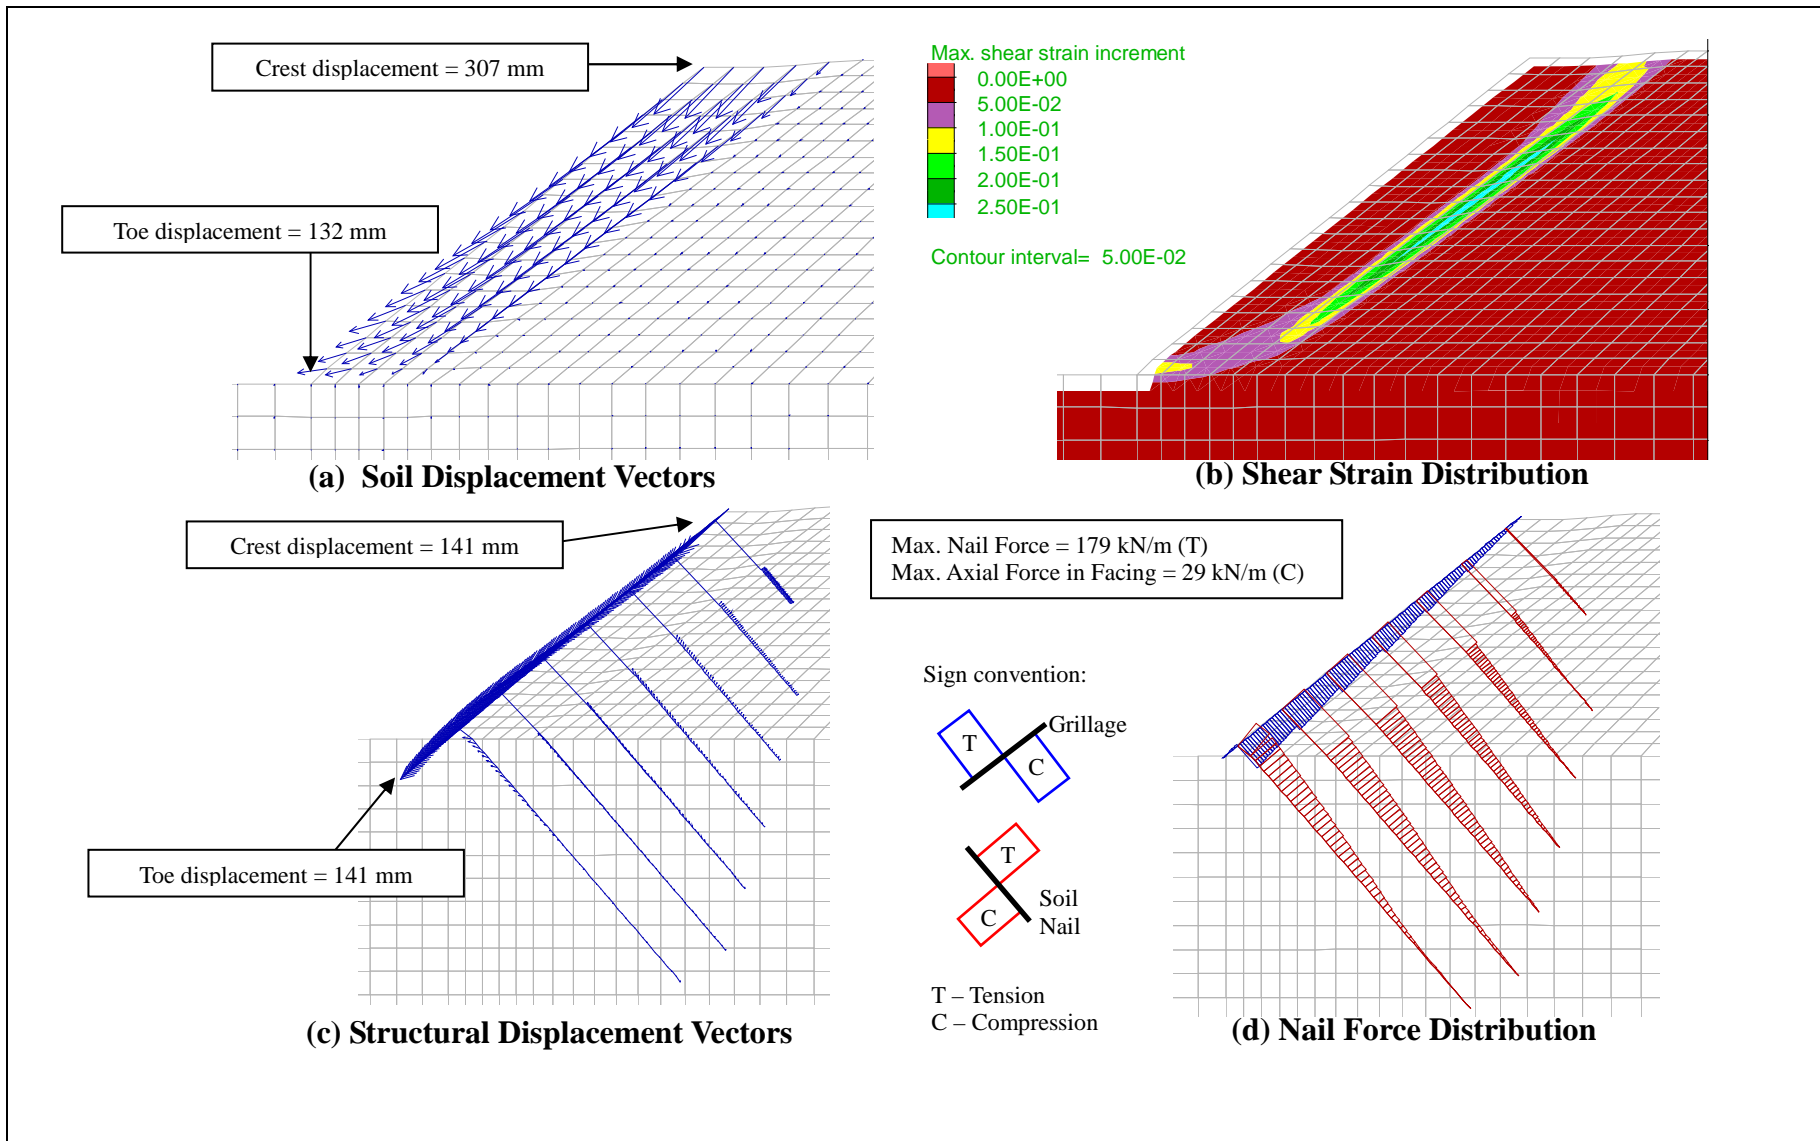 Crest displacement = 307 mm
Toe displacement = 132 mm
(a) Soil Displacement Vectors
Max. shear strain increment
0.00E+00
5.00E-02
1.00E-01
1.50E-01
2.00E-01
2.50E-01
Contour interval= 5.00E-02
(b) Shear Strain Distribution
Crest displacement = 141 mm
Toe displacement = 141 mm
(c) Structural Displacement Vectors
Max. Nail Force = 179 kN/m (T)
Max. Axial Force in Facing = 29 kN/m (C)
Sign convention:
T
Grillage
C
T
C
Soil
Nail
T – Tension
C – Compression
(d) Nail Force Distribution